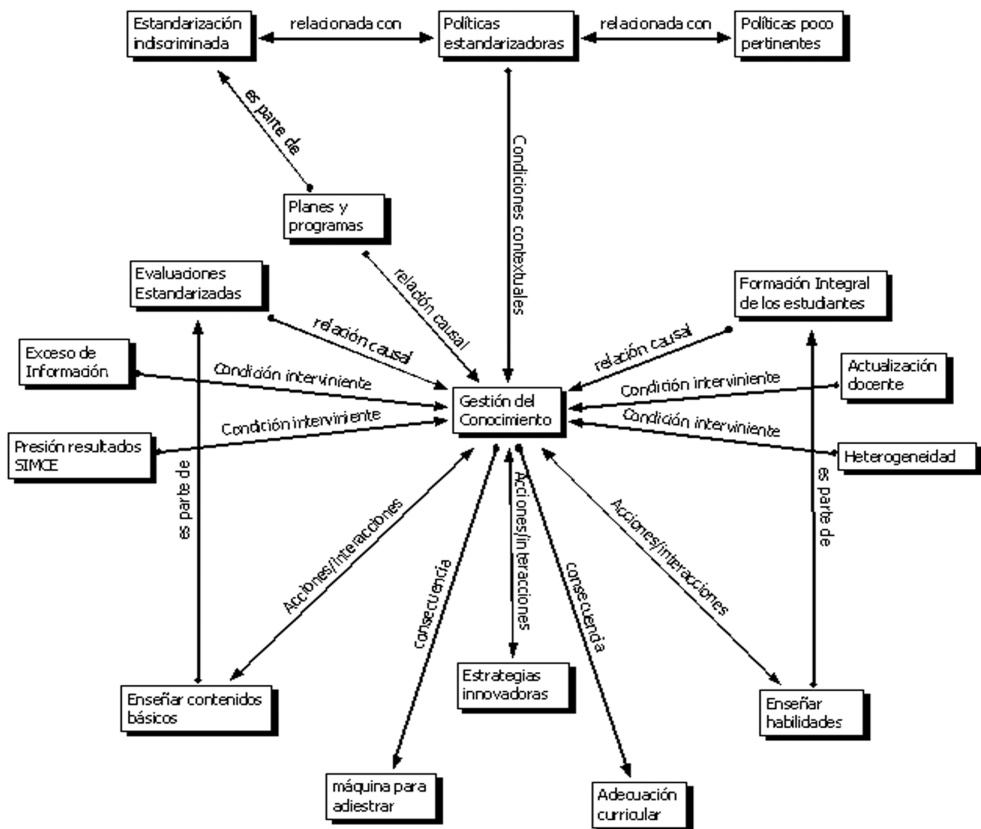 Estandarización
indiscriminada
relacionada con
Políticas
estandarizadoras
relacionada con
Políticas poco
pertinentes
es parte de
Condiciones contextuales
Planes y
programas
relación causal
Evaluaciones
Estandarizadas
relación causal
Formación Integral
de los estudiantes
relación causal
Exceso de
Información
Condición interviniente
Gestión del
Conocimiento
Condición interviniente
Actualización
docente
Presión resultados
SIMCE
Condición interviniente
Condición interviniente
Heterogeneidad
es parte de
Acciones/interacciones
consecuencia
Acciones/interacciones
consecuencia
Acciones/interacciones
es parte de
Enseñar contenidos
básicos
Estrategias
innovadoras
Enseñar
habilidades
máquina para
adiestrar
Adecuación
curricular